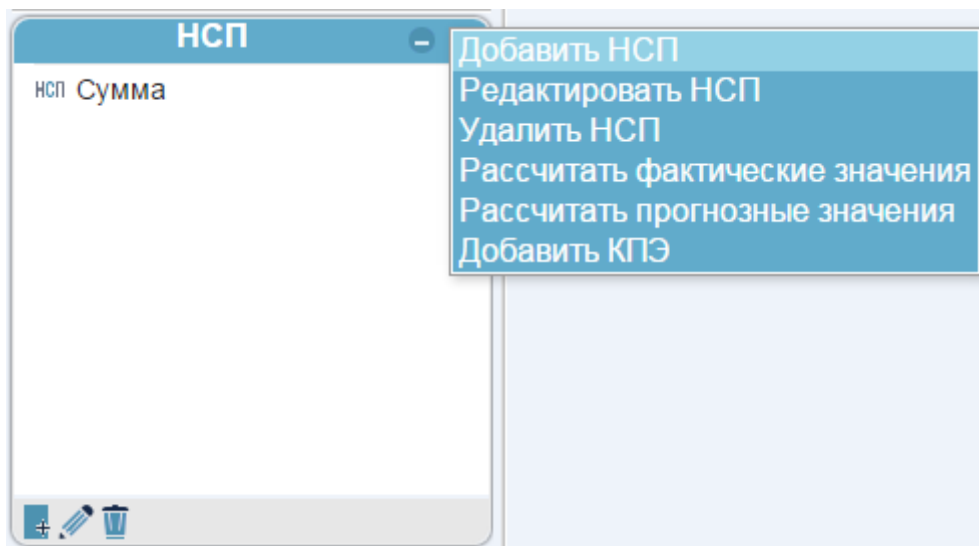 НСП
нсп Сумма
Добавить НСП
Редактировать НСП
Удалить НСП
Рассчитать фактические значения
Рассчитать прогнозные значения
Добавить КПЭ